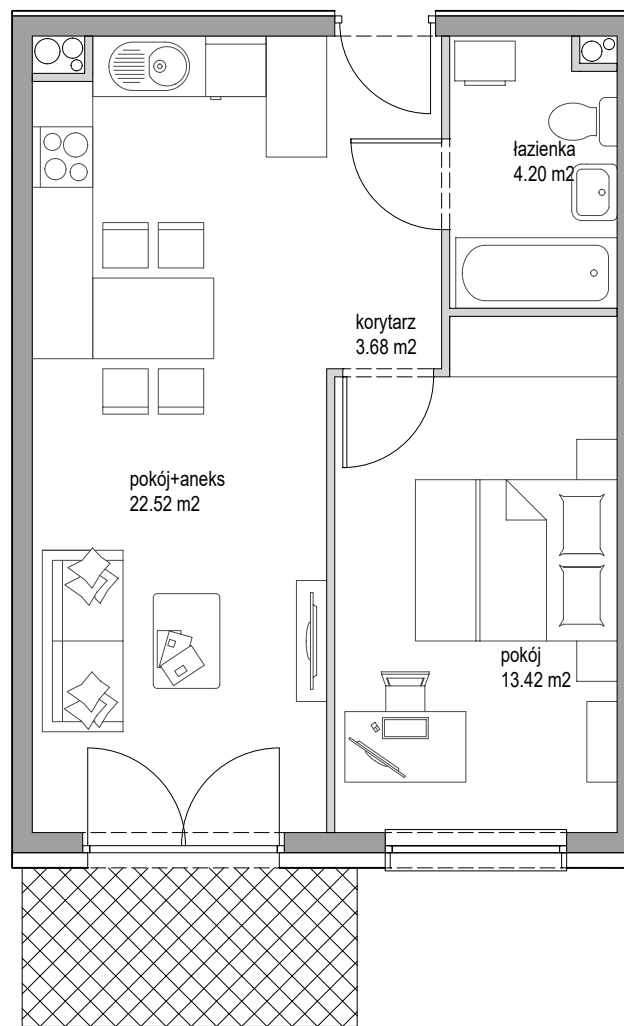 łazienka
4.20 m2
korytarz
3.68 m2
pokój+aneks
22.52 m2
pokój
13.42 m2